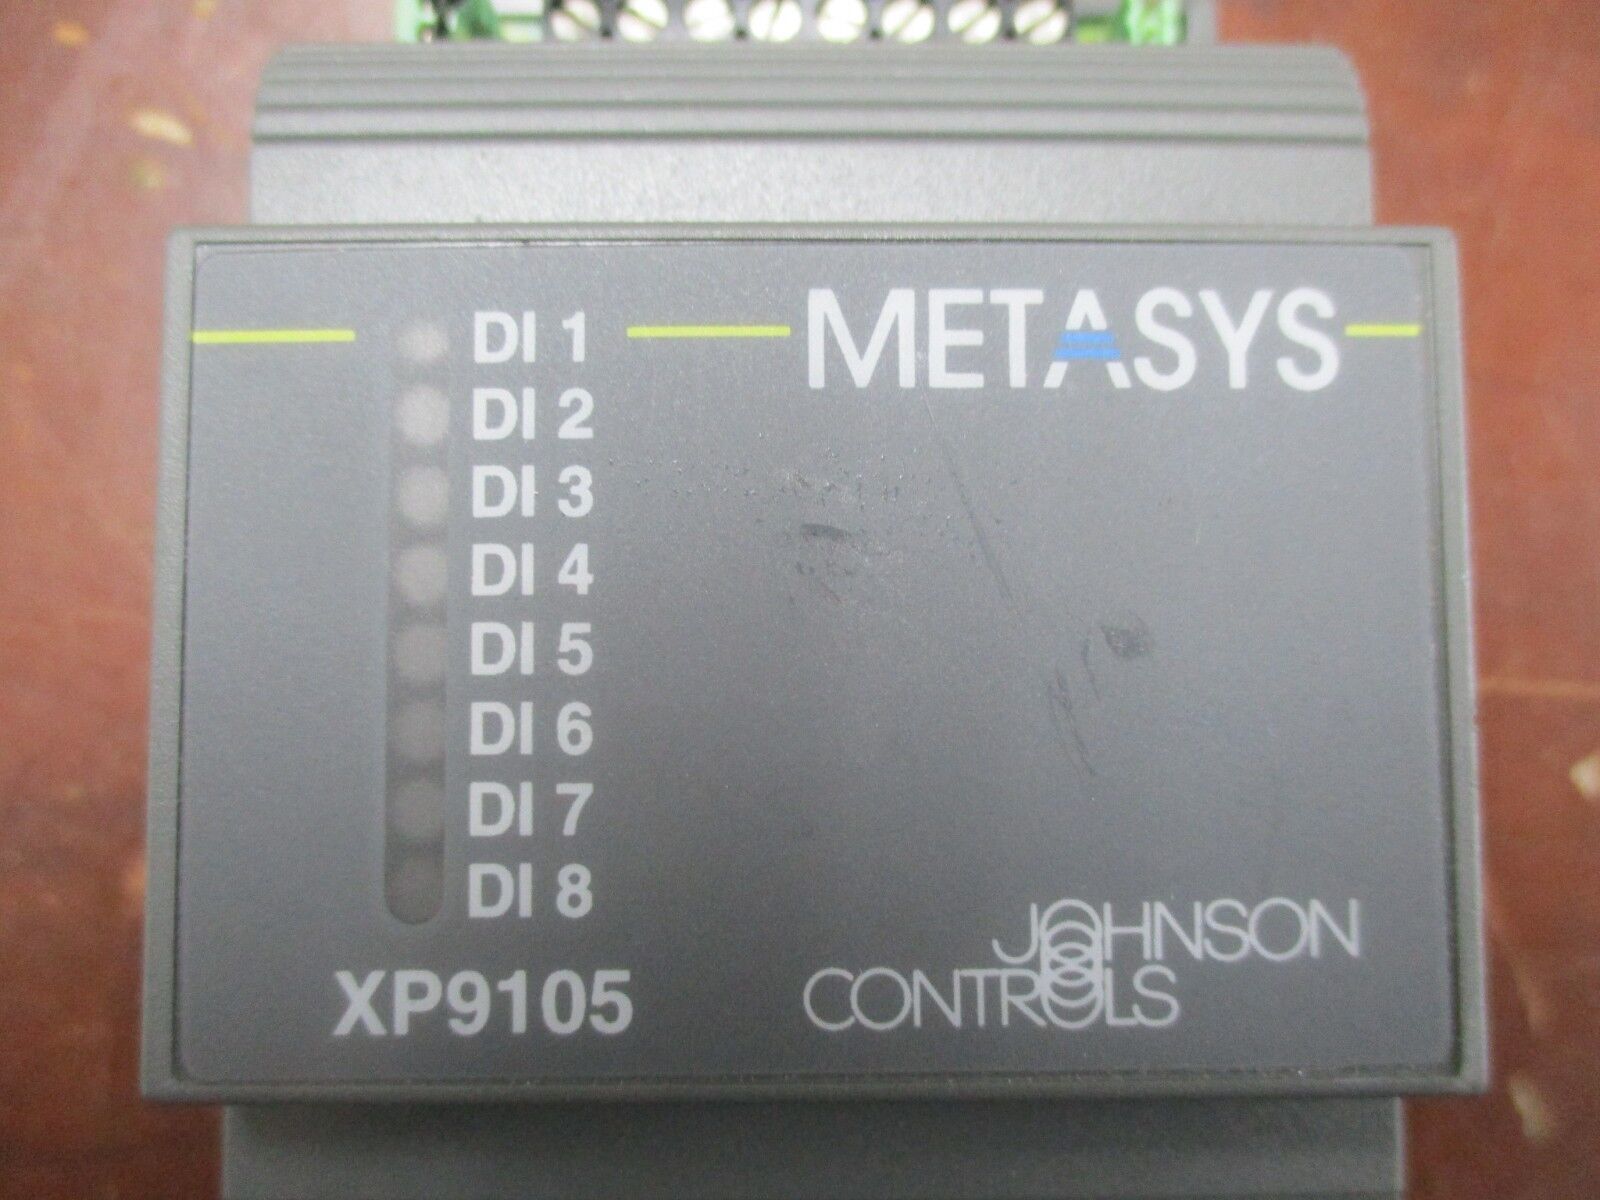 METASYS
DI 1
DI 2
DI 3
DI 4
DI 5
DI 6
DI 7
DI 8
XP9105
JOHNSON
CONTROLS